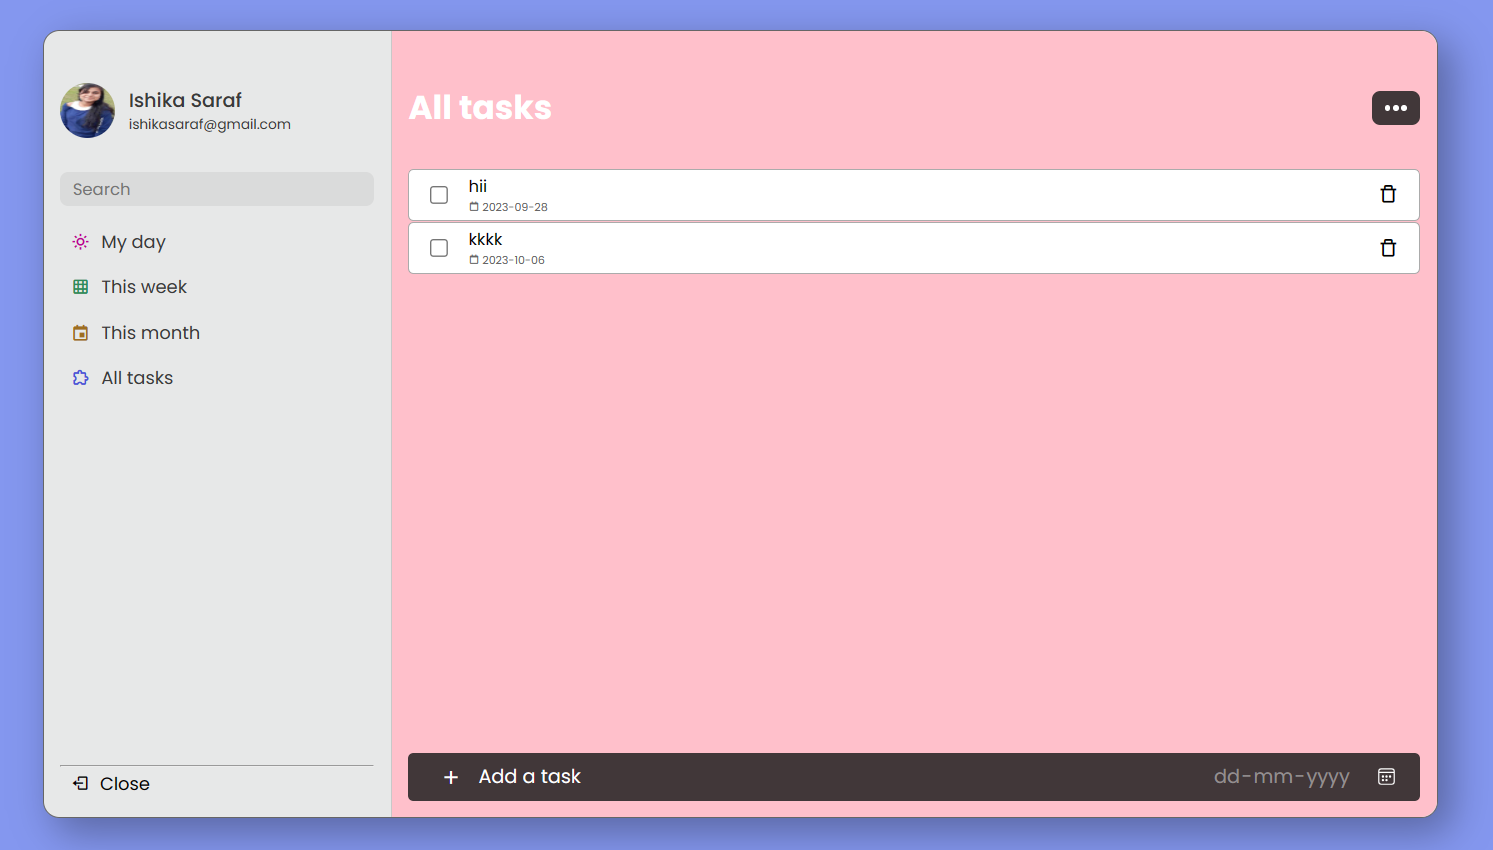 Ishika Saraf
ishikasaraf@gmail.com
Search
My day
This week
This month
All tasks
Close
All tasks
hii
2023-09-28
kkkk
2023-10-06
Add a task
dd-mm-yyyy